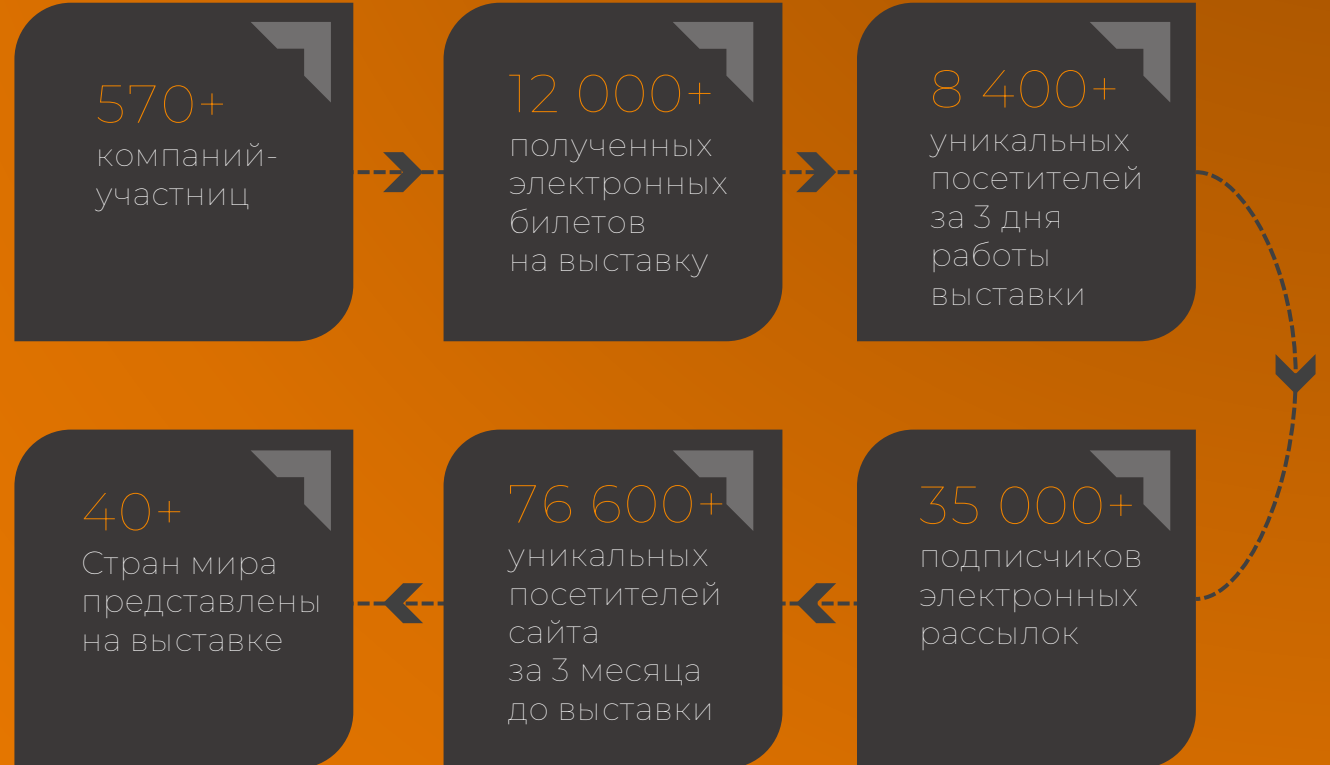 570+
компаний-
участниц
12 000+
полученных
электронных
билетов
на выставку
8 400+
уникальных
посетителей
за 3 дня
работы
выставки
35 000+
подписчиков
электронных
рассылок
76 600+
уникальных
посетителей
сайта
за 3 месяца
до выставки
40+
Стран мира
представлены
на выставке